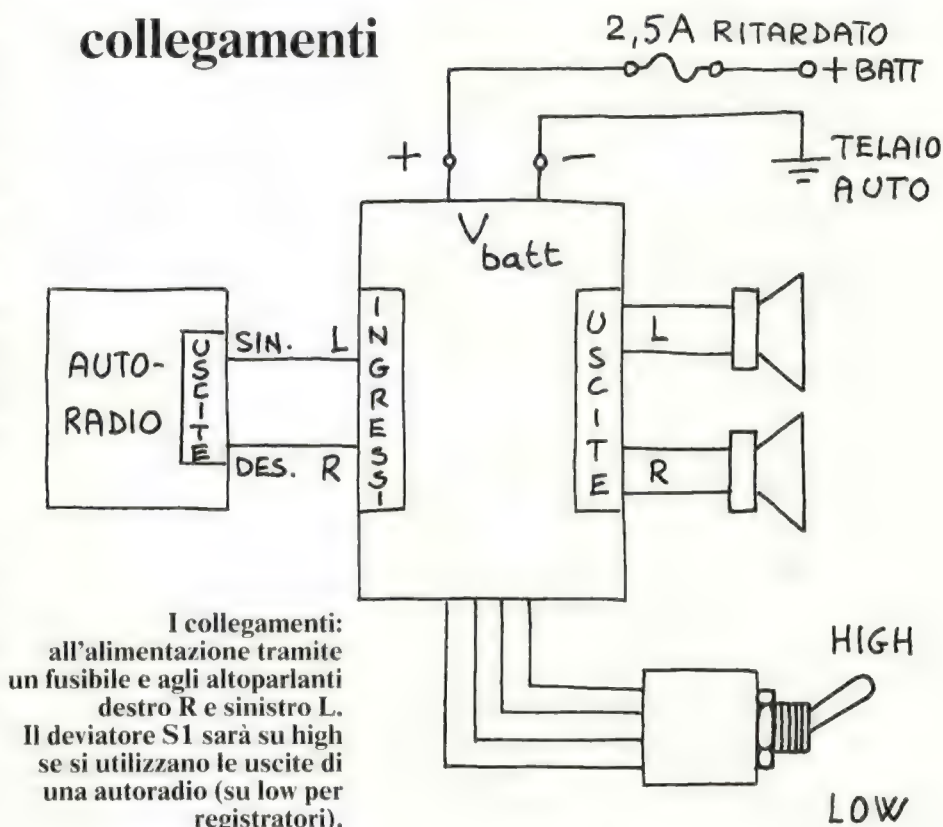 collegamenti
2,5A RITARDATO
+ BATT
+
−
TELAIO
AUTO
V batt
AUTO-
RADIO
USCITE
SIN. L
DES. R
INGRESSI
USCITE
L
R
I collegamenti:
all'alimentazione tramite
un fusibile e agli altoparlanti
destro R e sinistro L.
Il deviatore S1 sarà su high
se si utilizzano le uscite di
una autoradio (su low per
registratori).
HIGH
LOW